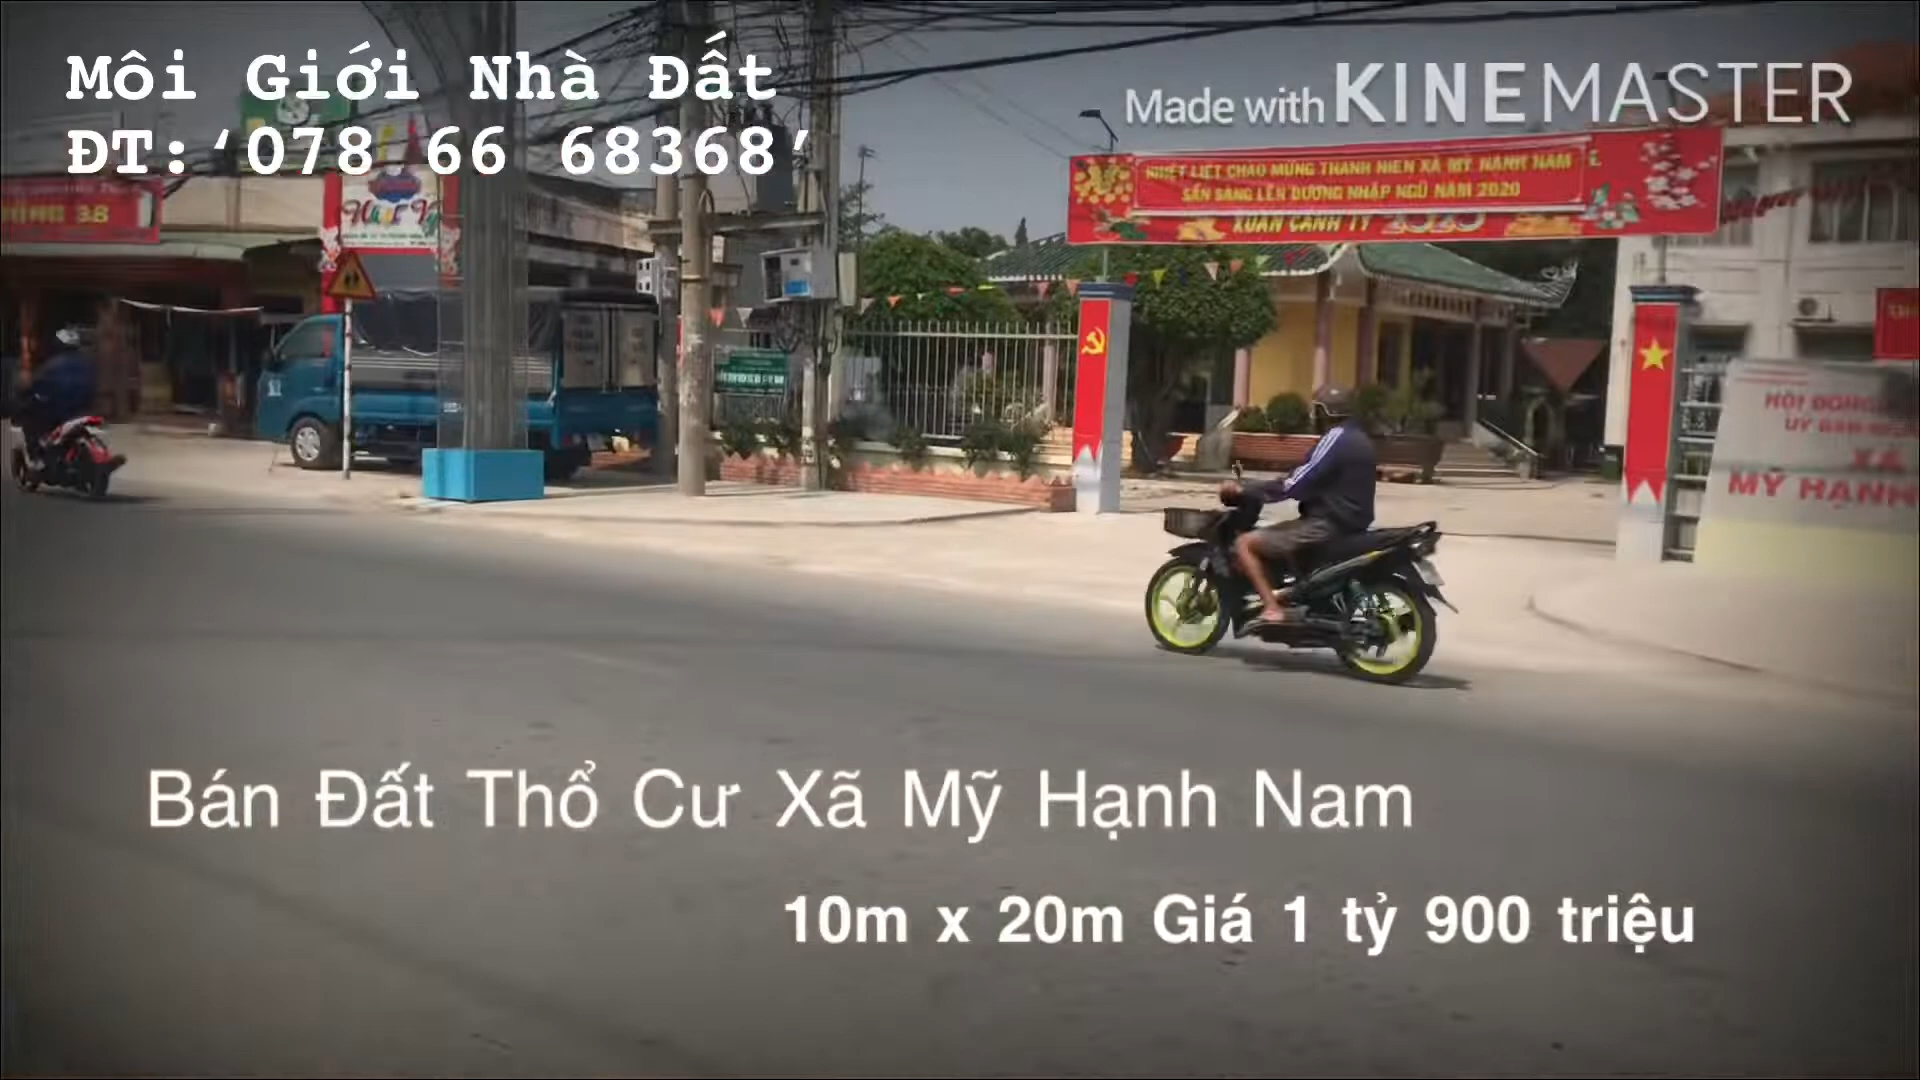 Môi Giới Nhà Đất
ĐT:‘078 66 68368’
Made with KINEMASTER
NHIỆT LIỆT CHÀO MỪNG THANH NIÊN XÃ MỸ HẠNH NAM
SẴN SÀNG LÊN ĐƯỜNG NHẬP NGŨ NĂM 2020
XUÂN CANH TÝ 2020
XÃ
MỸ HẠNH
Bán Đất Thổ Cư Xã Mỹ Hạnh Nam
10m x 20m Giá 1 tỷ 900 triệu